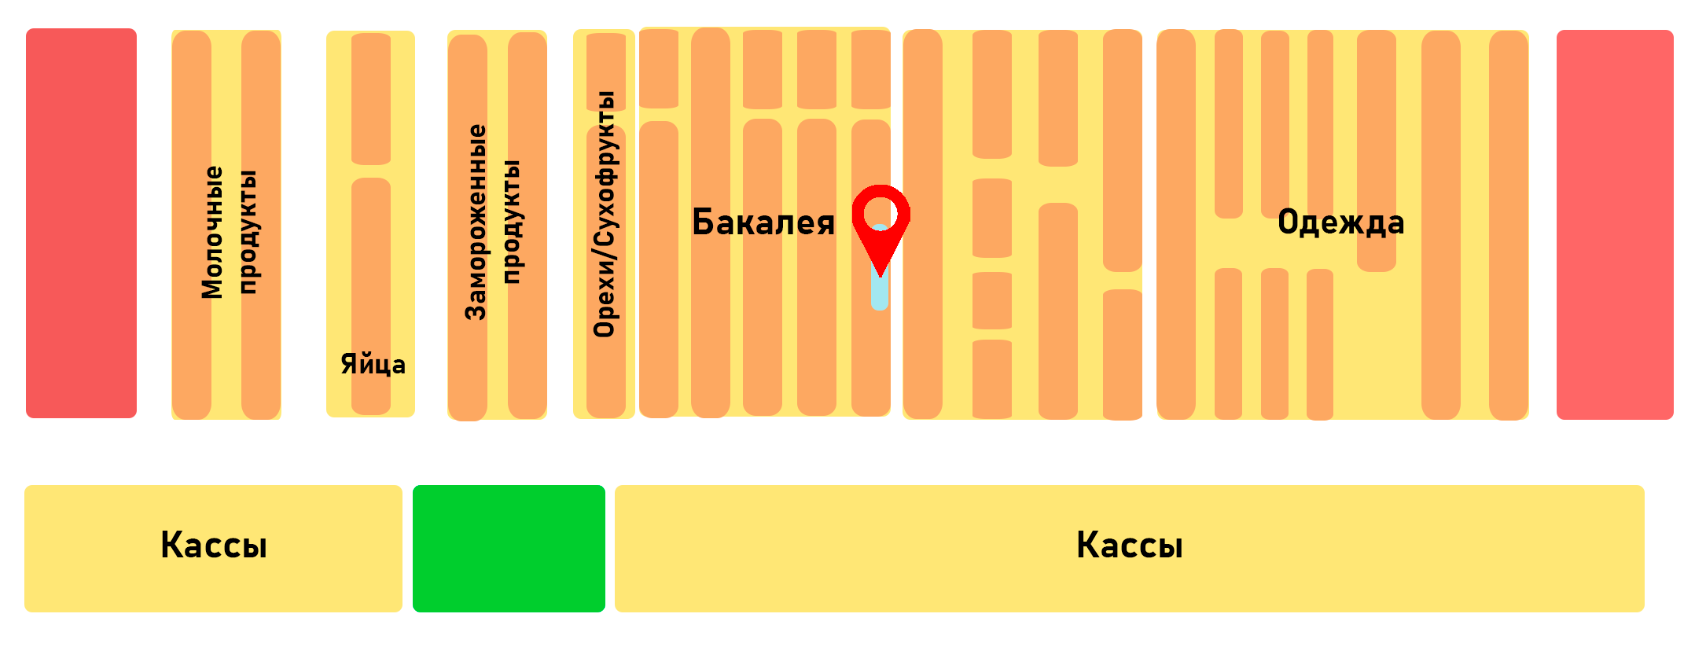 Молочные
продукты
Яйца
Замороженные
продукты
Орехи/Сухофрукты
Бакалея
Одежда
Кассы
Кассы